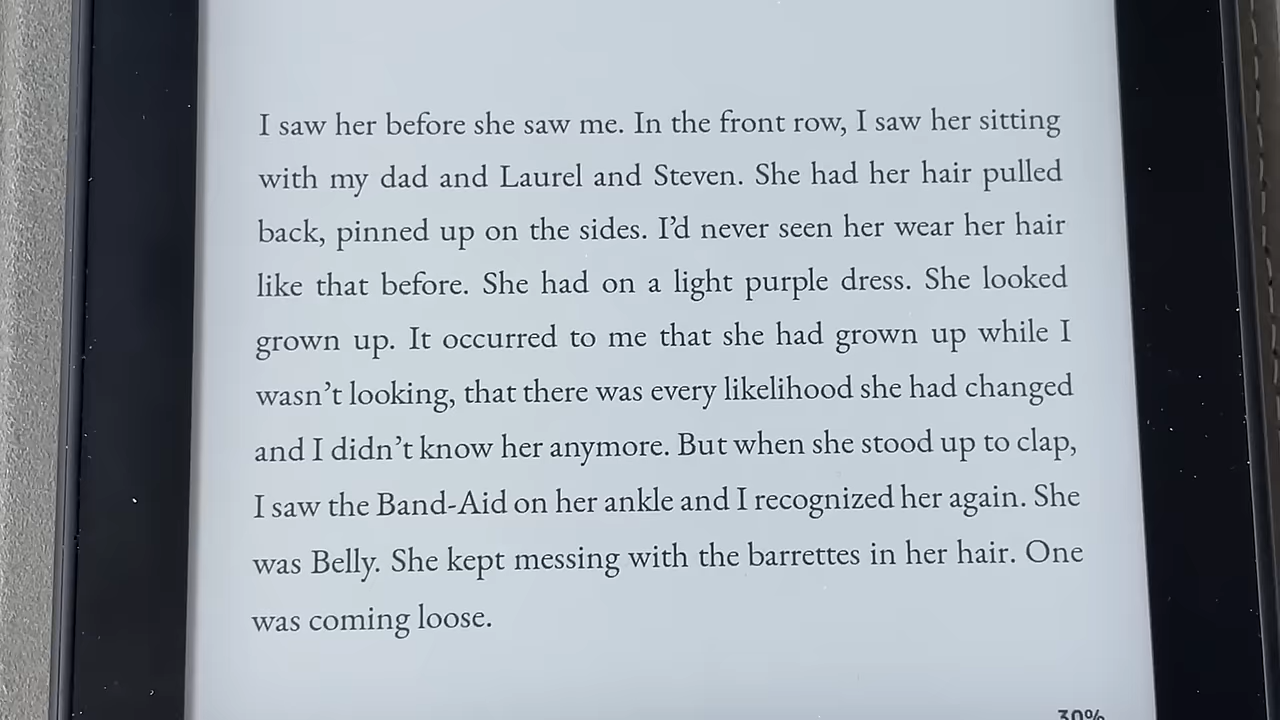 I saw her before she saw me. In the front row, I saw her sitting
with my dad and Laurel and Steven. She had her hair pulled
back, pinned up on the sides. I’d never seen her wear her hair
like that before. She had on a light purple dress. She looked
grown up. It occurred to me that she had grown up while I
wasn’t looking, that there was every likelihood she had changed
and I didn’t know her anymore. But when she stood up to clap,
I saw the Band-Aid on her ankle and I recognized her again. She
was Belly. She kept messing with the barrettes in her hair. One
was coming loose.
30%